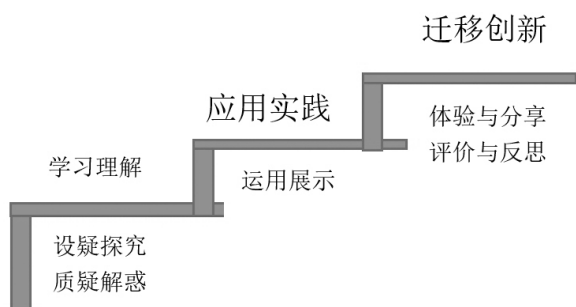 迁移创新
应用实践
体验与分享
评价与反思
学习理解
运用展示
设疑探究
质疑解惑